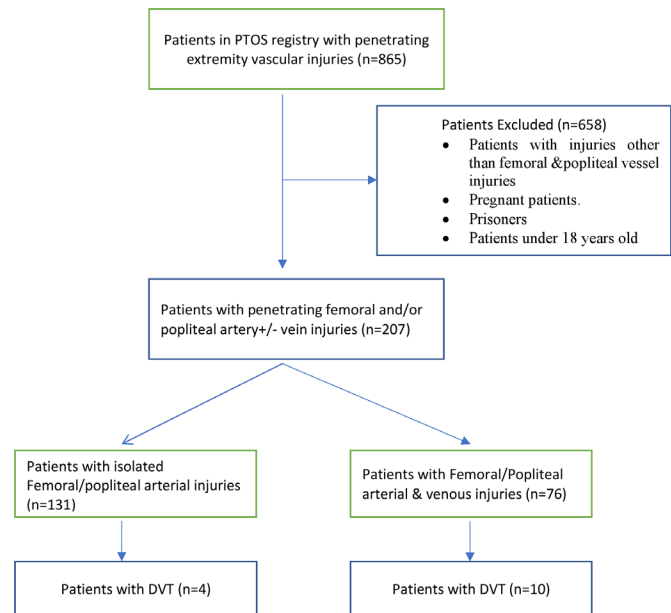 Patients in PTOS registry with penetrating
extremity vascular injuries (n=865)
Patients Excluded (n=658)
• Patients with injuries other
than femoral &popliteal vessel
injuries
• Pregnant patients.
• Prisoners
• Patients under 18 years old
Patients with penetrating femoral and/or
popliteal artery+/- vein injuries (n=207)
Patients with isolated
Femoral/popliteal arterial injuries
(n=131)
Patients with Femoral/Popliteal
arterial & venous injuries (n=76)
Patients with DVT (n=4)
Patients with DVT (n=10)